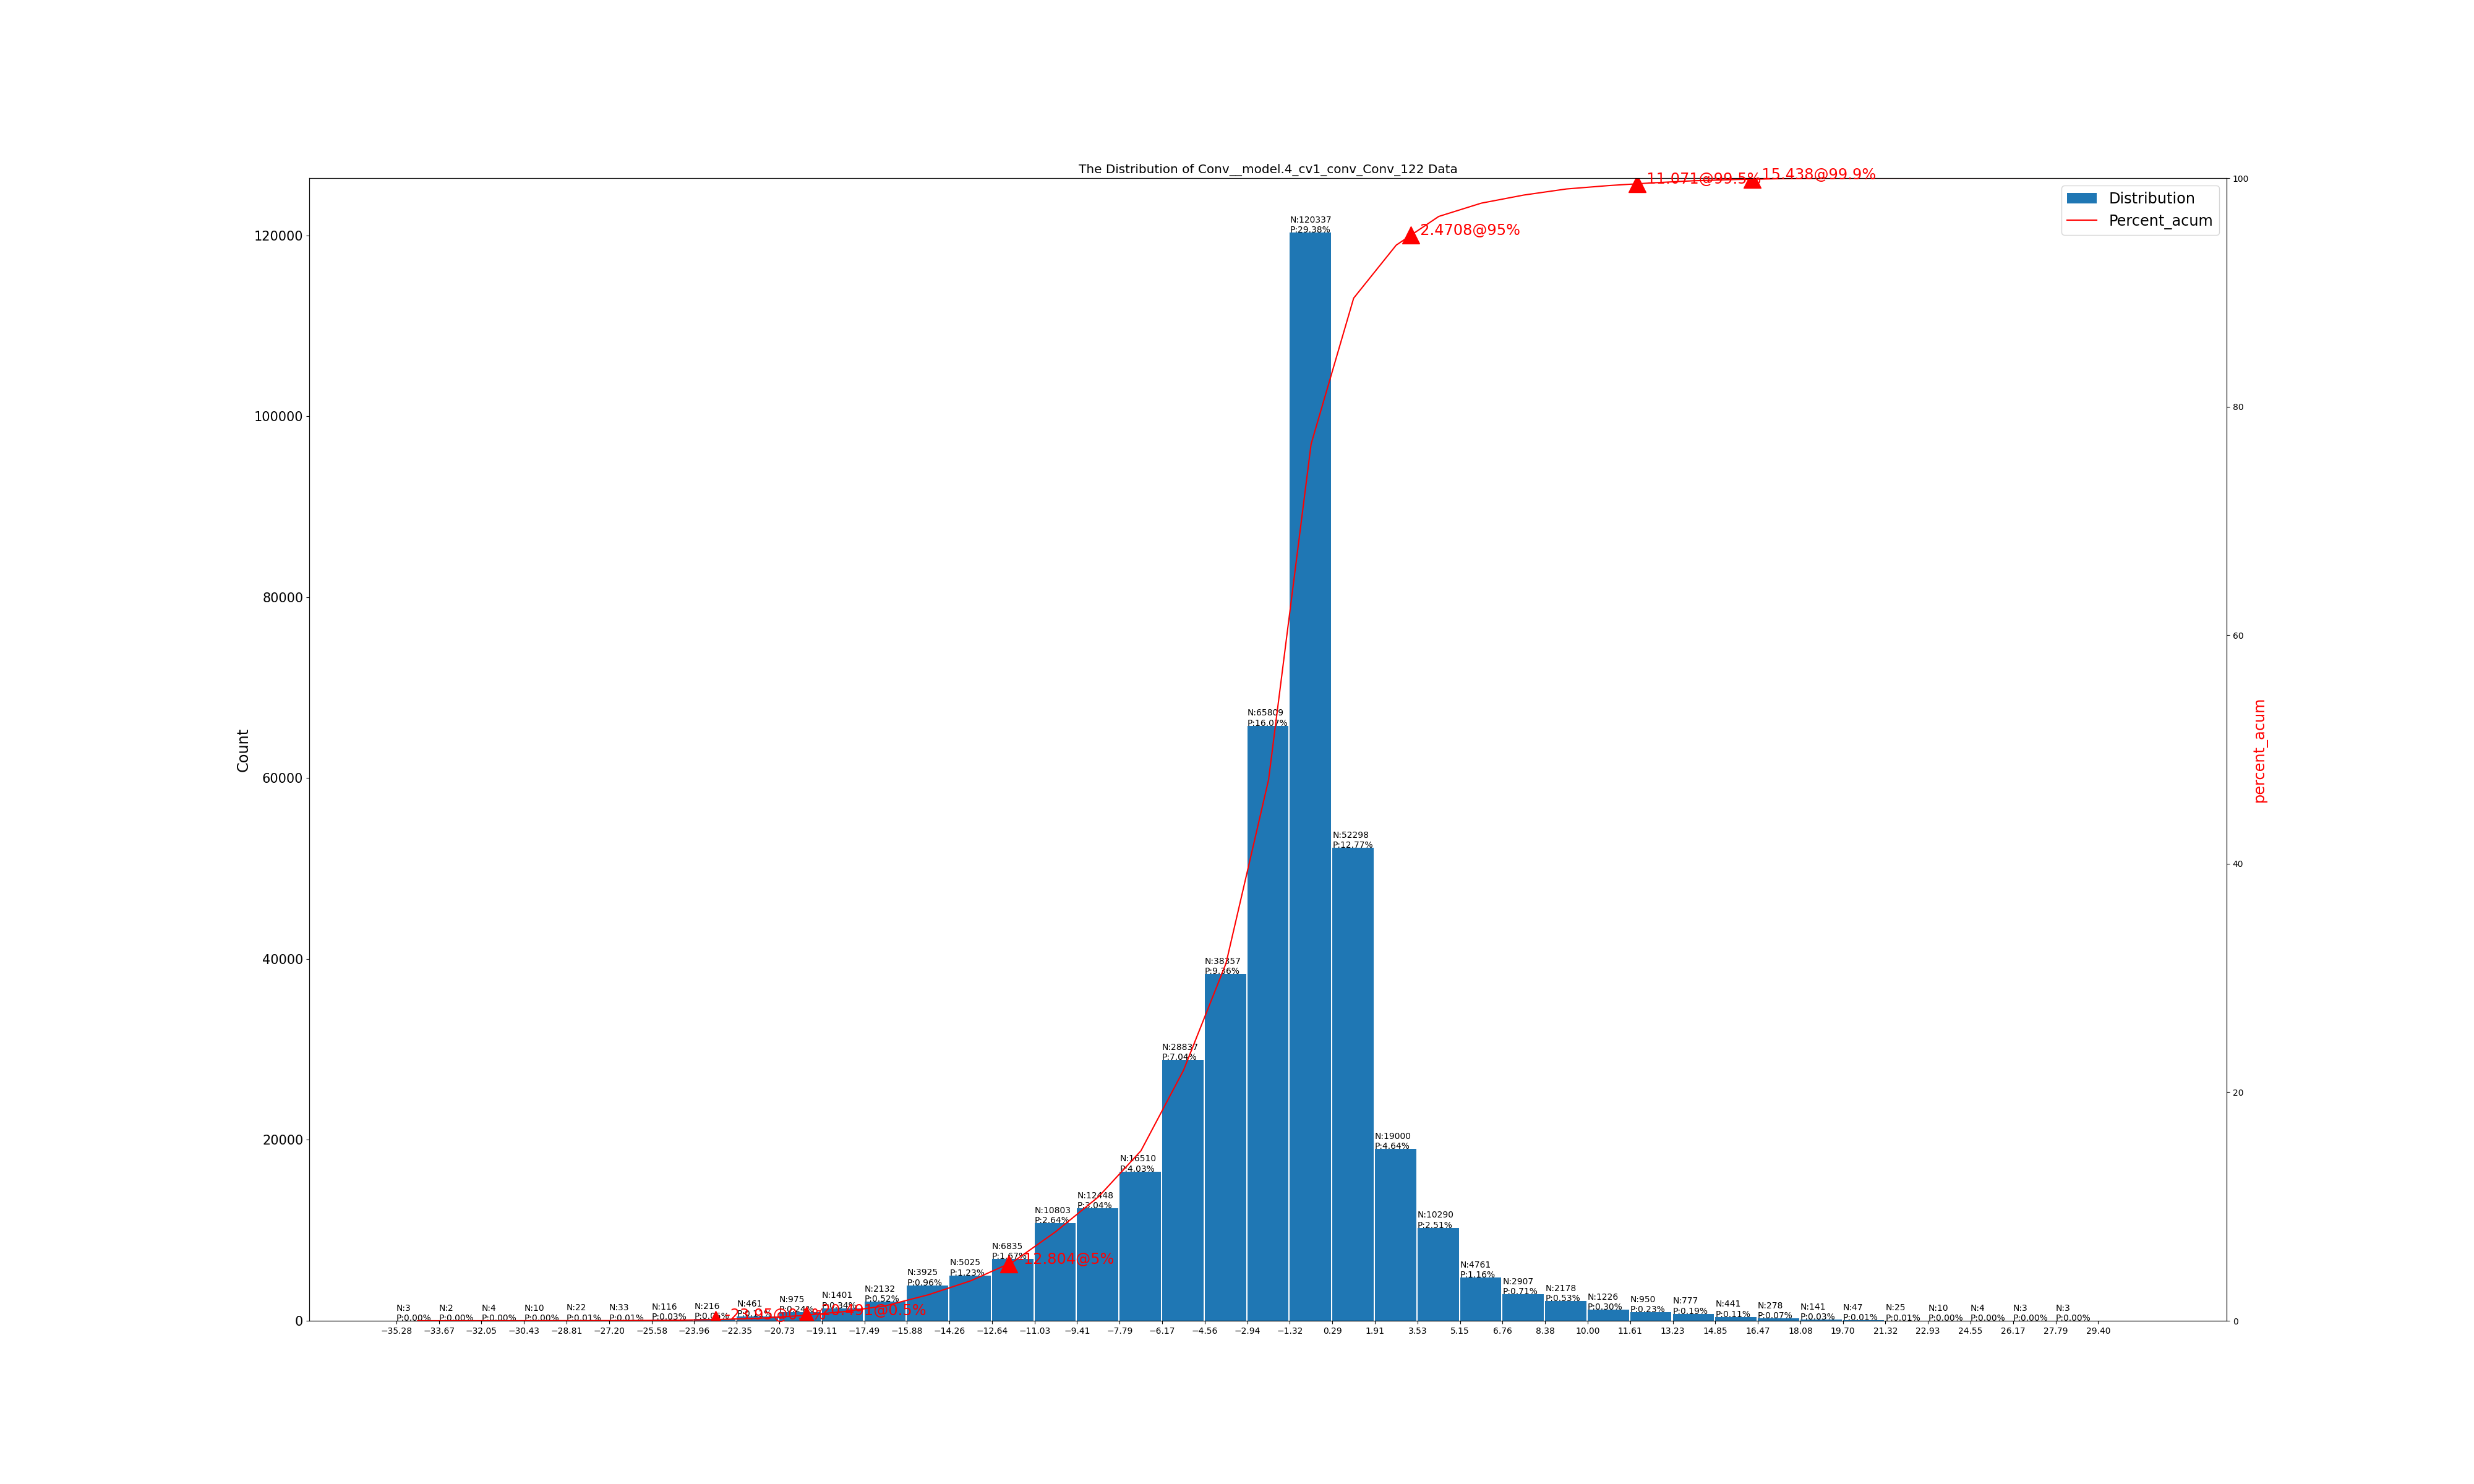 The Distribution of Conv__model.4_cv1_conv_Conv_122 Data
11.071@99.5%
15.438@99.9%
2.4708@95%
Distribution
Percent_acum
120000
100000
80000
60000
40000
20000
0
Count
100
80
60
40
20
0
percent_acum
N:120337
P:29.38%
N:65809
P:16.07%
N:52298
P:12.77%
N:38357
P:9.36%
N:28837
P:7.04%
N:19000
P:4.64%
N:16510
P:4.03%
N:12448
P:3.04%
N:10803
P:2.64%
N:10290
P:2.51%
N:6835
P:1.67%
-12.804@5%
N:5025
P:1.23%
N:3925
P:0.96%
N:4761
P:1.16%
N:2907
P:0.71%
N:2178
P:0.53%
N:2132
P:0.52%
N:1401
P:0.34%
-20.491@0.5%
N:975
P:0.24%
N:461
N:216
N:116
P:0.03%
N:33
P:0.01%
N:22
P:0.01%
N:10
P:0.00%
N:4
P:0.00%
N:2
P:0.00%
N:3
P:0.00%
N:1226
P:0.30%
N:950
P:0.23%
N:777
P:0.19%
N:441
P:0.11%
N:278
P:0.07%
N:141
P:0.03%
N:47
P:0.01%
N:25
P:0.01%
N:10
P:0.00%
N:4
P:0.00%
N:3
P:0.00%
N:3
P:0.00%
−35.28 −33.67 −32.05 −30.43 −28.81 −27.20 −25.58 −23.96 −22.35 −20.73 −19.11 −17.49 −15.88 −14.26 −12.64 −11.03 −9.41 −7.79 −6.17 −4.56 −2.94 −1.32 0.29 1.91 3.53 5.15 6.76 8.38 10.00 11.61 13.23 14.85 16.47 18.08 19.70 21.32 22.93 24.55 26.17 27.79 29.40